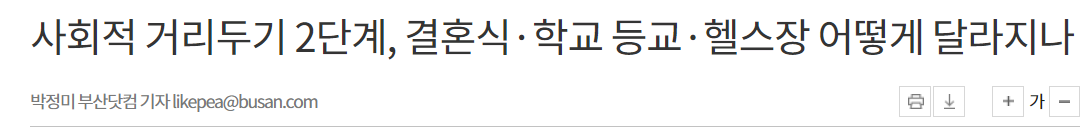 사회적 거리두기 2단계, 결혼식·학교 등교·헬스장 어떻게 달라지나
박정미 부산닷컴 기자 likepea@busan.com + 가 -